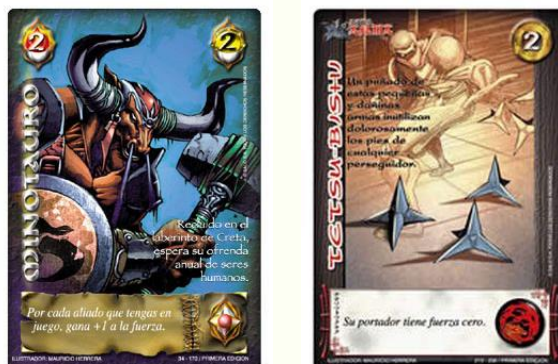 2
2
MINOTAURO
Recluido en el
laberinto de Creta,
espera su ofrenda
anual de seres
humanos.
Por cada aliado que tengas en
juego, gana +1 a la fuerza.
ILUSTRADOR: MAURICIO HERRERA
PRIMERA EDICION
ARMA
2
TETSU-BISHU
Un puñado de
estas pequeñas
y dañinas
armas inutilizan
dolorosamente
los pies de
cualquier
perseguidor.
Su portador tiene fuerza cero.
ILUSTRADOR: MAURICIO HERRERA
PRIMERA EDICION